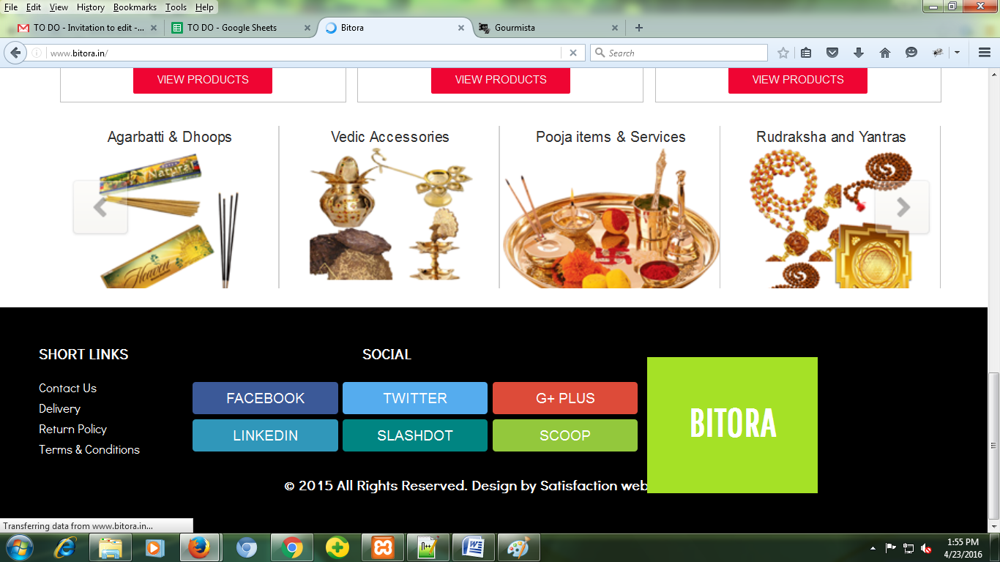 File Edit View History Bookmarks Tools Help
TO DO - Invitation to edit -... TO DO - Google Sheets Bitora Gourmista
www.bitora.in/ Search
VIEW PRODUCTS VIEW PRODUCTS VIEW PRODUCTS
Agarbatti & Dhoops Vedic Accessories Pooja items & Services Rudraksha and Yantras
Natural
Heaven
SHORT LINKS SOCIAL
Contact Us
Delivery
Return Policy
Terms & Conditions
FACEBOOK TWITTER G+ PLUS
LINKEDIN SLASHDOT SCOOP
BITORA
© 2015 All Rights Reserved. Design by Satisfaction web
Transferring data from www.bitora.in...
1:55 PM
4/23/2016